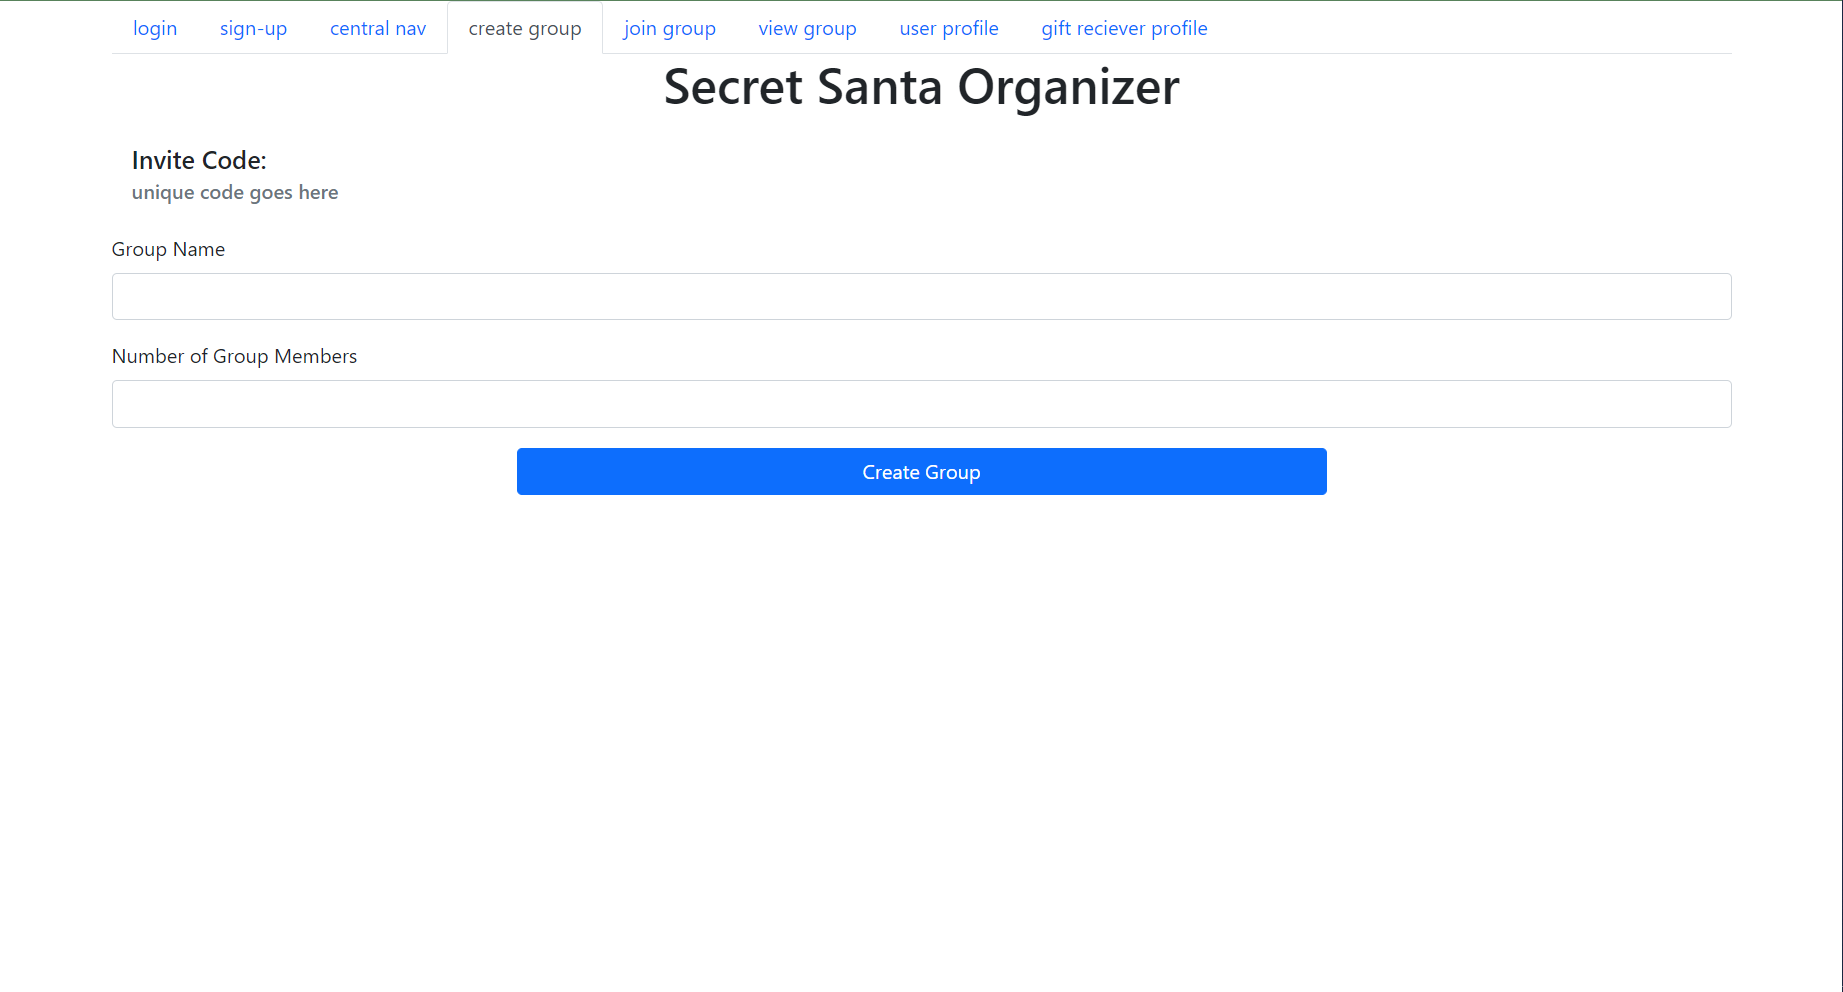 login sign-up central nav create group join group view group user profile gift reciever profile
Secret Santa Organizer
Invite Code:
unique code goes here
Group Name
Number of Group Members
Create Group